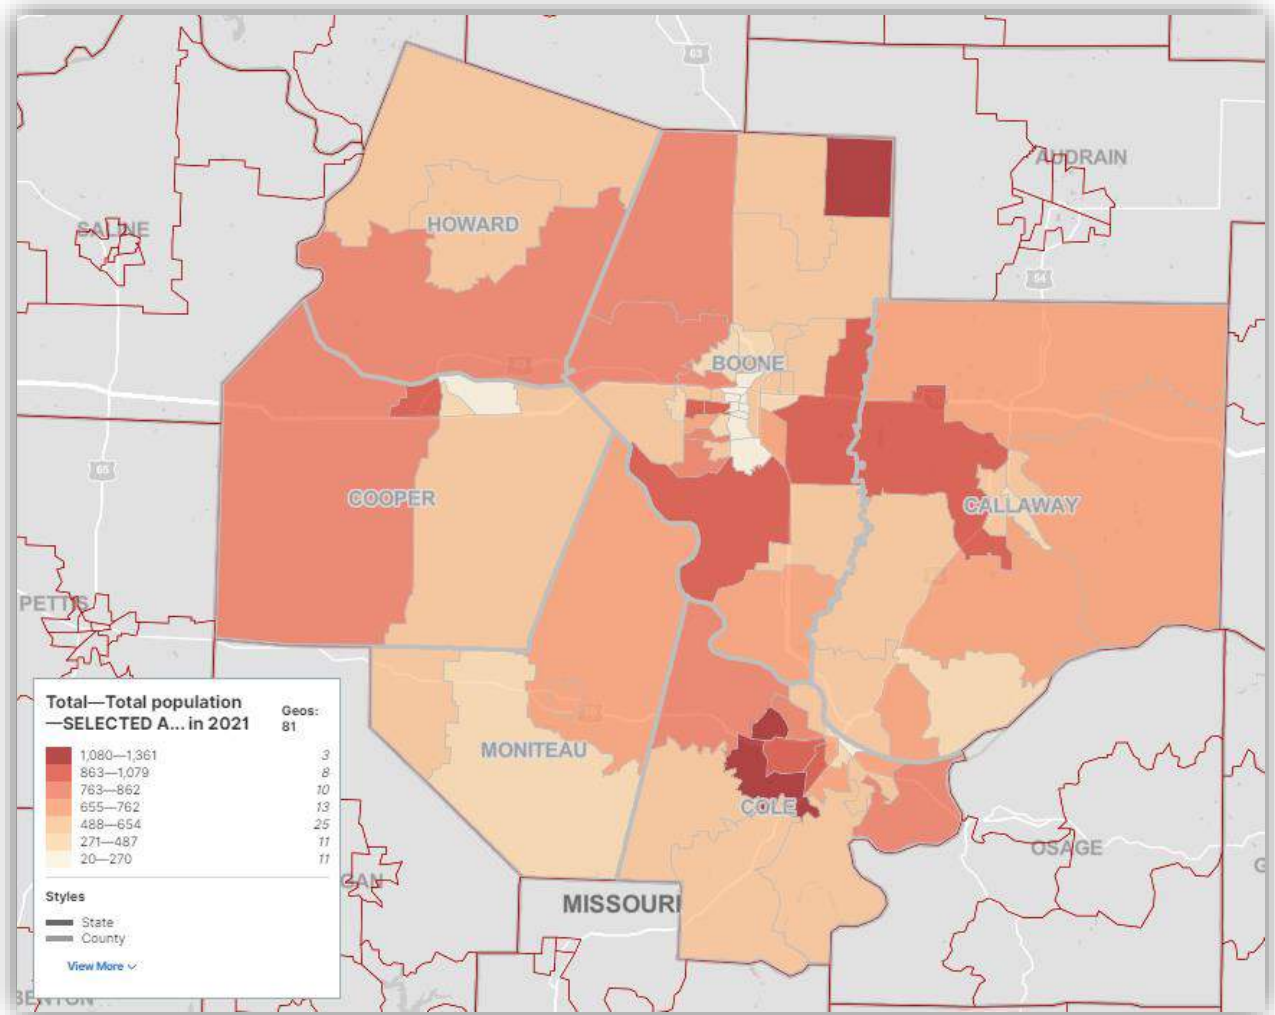 63
AUDRAIN
SALINE
HOWARD
54
BOONE
65
COOPER
CALLAWAY
PETTIS
Total—Total population
—SELECTED A... in 2021
Geos:
81
1,080—1,361 3
863—1,079 8
763—862 10
655—762 13
488—654 25
271—487 11
20—270 11
Styles
State
County
View More
MONITEAU
COLE
OSAGE
GAN
MISSOURI
G
BENTON